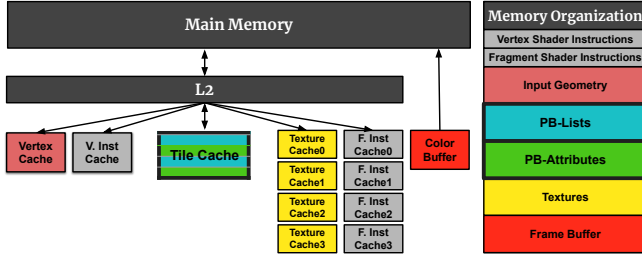 Main Memory
L2
Vertex
Cache
V. Inst
Cache
Tile Cache
Texture
Cache0
Texture
Cache1
Texture
Cache2
Texture
Cache3
F. Inst
Cache0
F. Inst
Cache1
F. Inst
Cache2
F. Inst
Cache3
Color
Buffer
Memory Organization
Vertex Shader Instructions
Fragment Shader Instructions
Input Geometry
PB-Lists
PB-Attributes
Textures
Frame Buffer